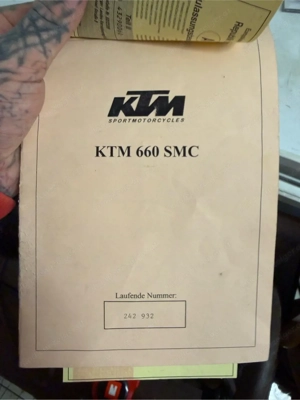 KTM
SPORTMOTORCYCLES
KTM 660 SMC
Laufende Nummer:
242 932